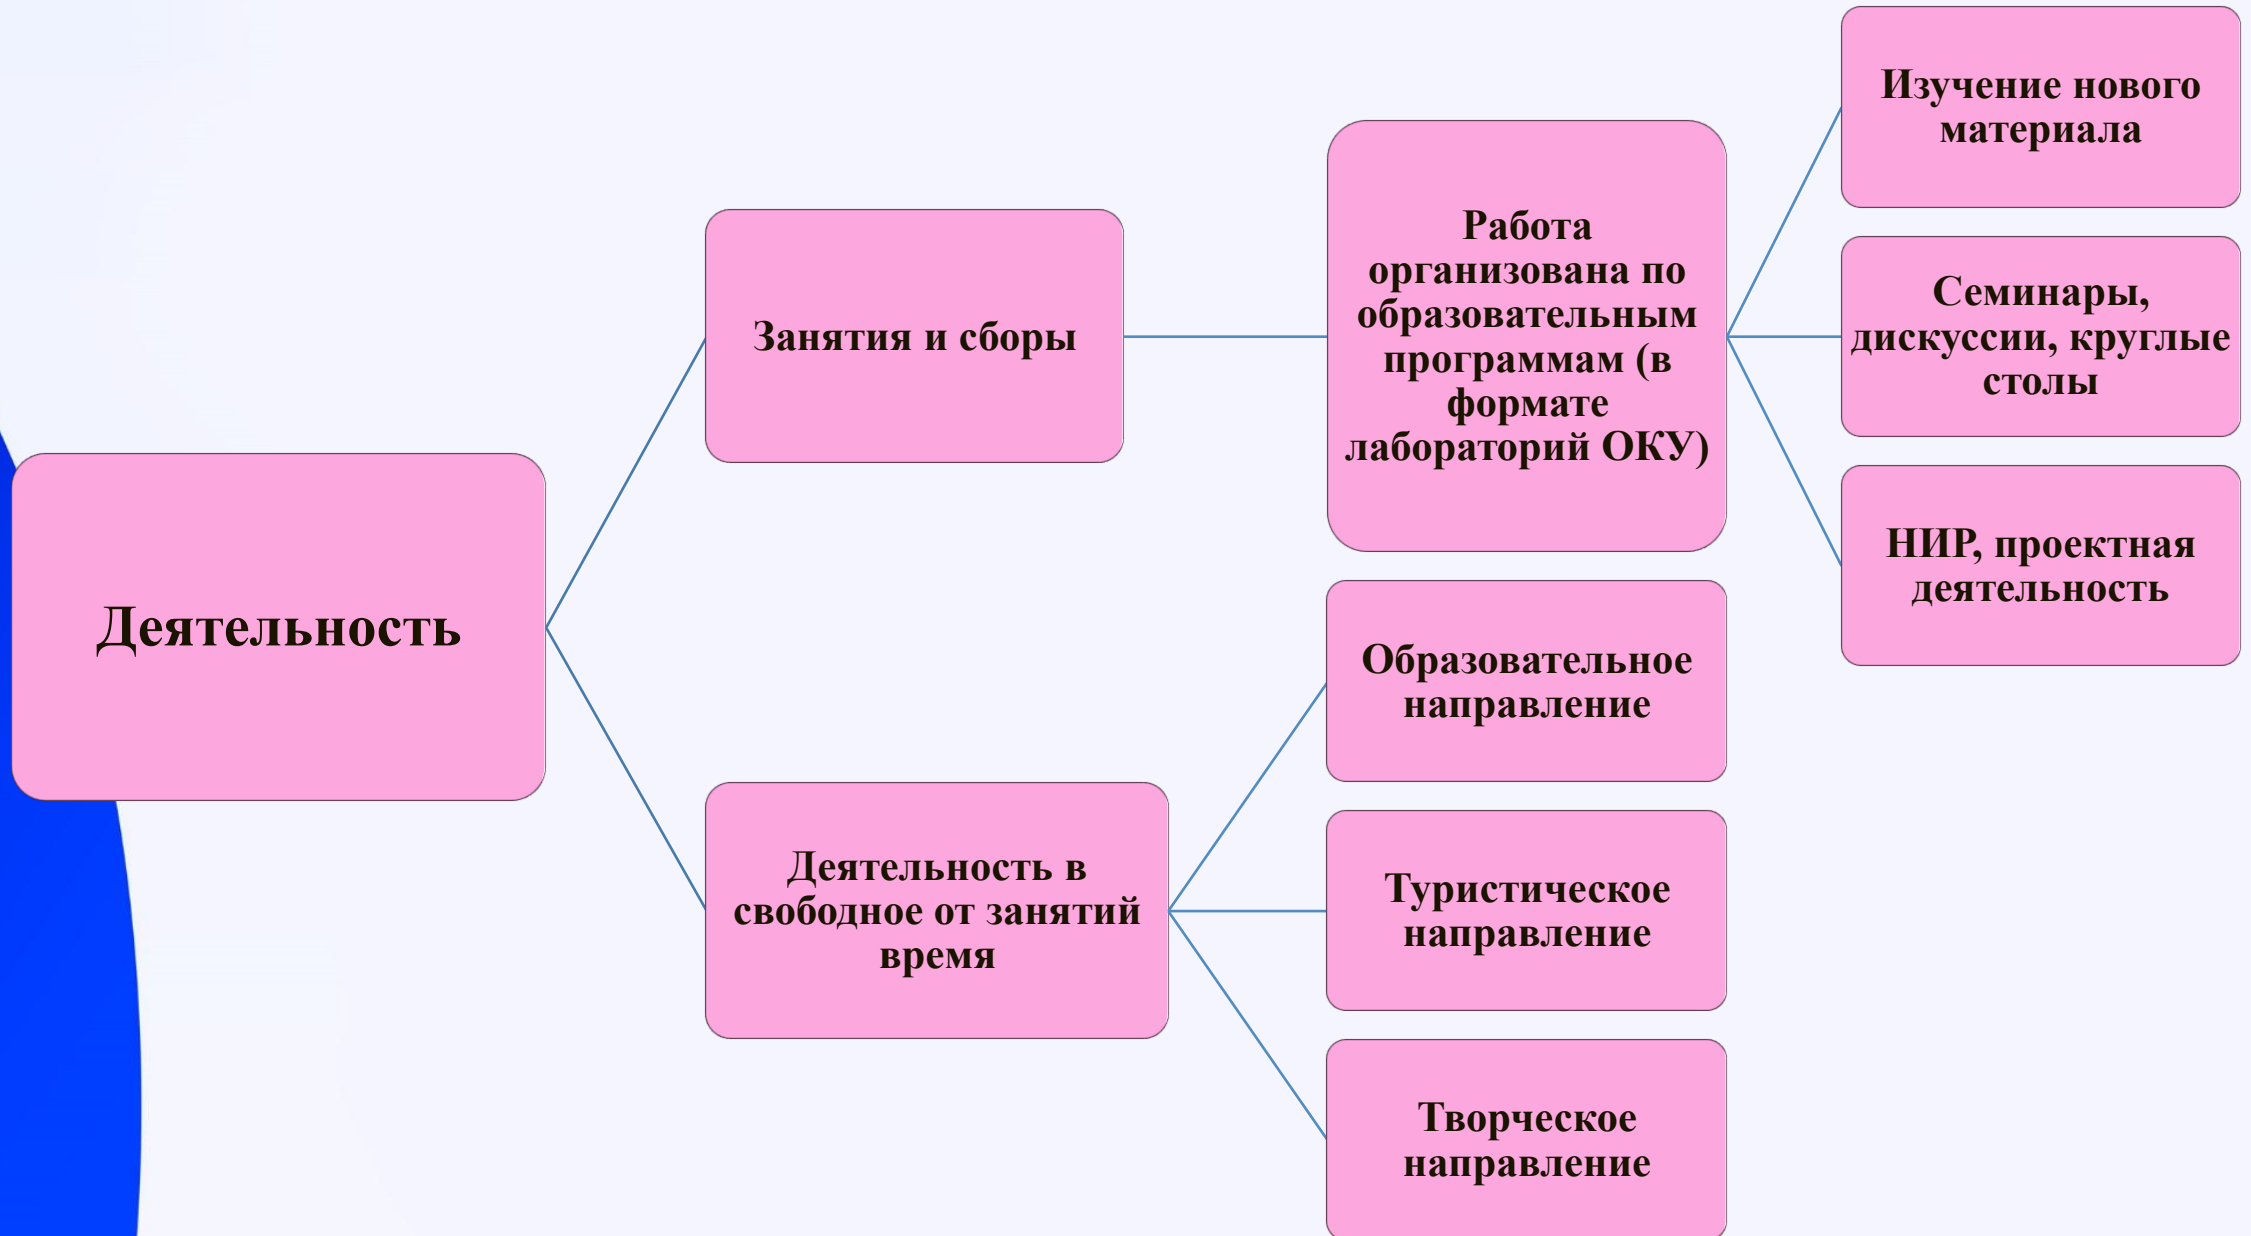 Деятельность
Занятия и сборы
Работа
организована по
образовательным
программам (в
формате
лабораторий ОКУ)
Изучение нового
материала
Семинары,
дискуссии, круглые
столы
НИР, проектная
деятельность
Деятельность в
свободное от занятий
время
Образовательное
направление
Туристическое
направление
Творческое
направление